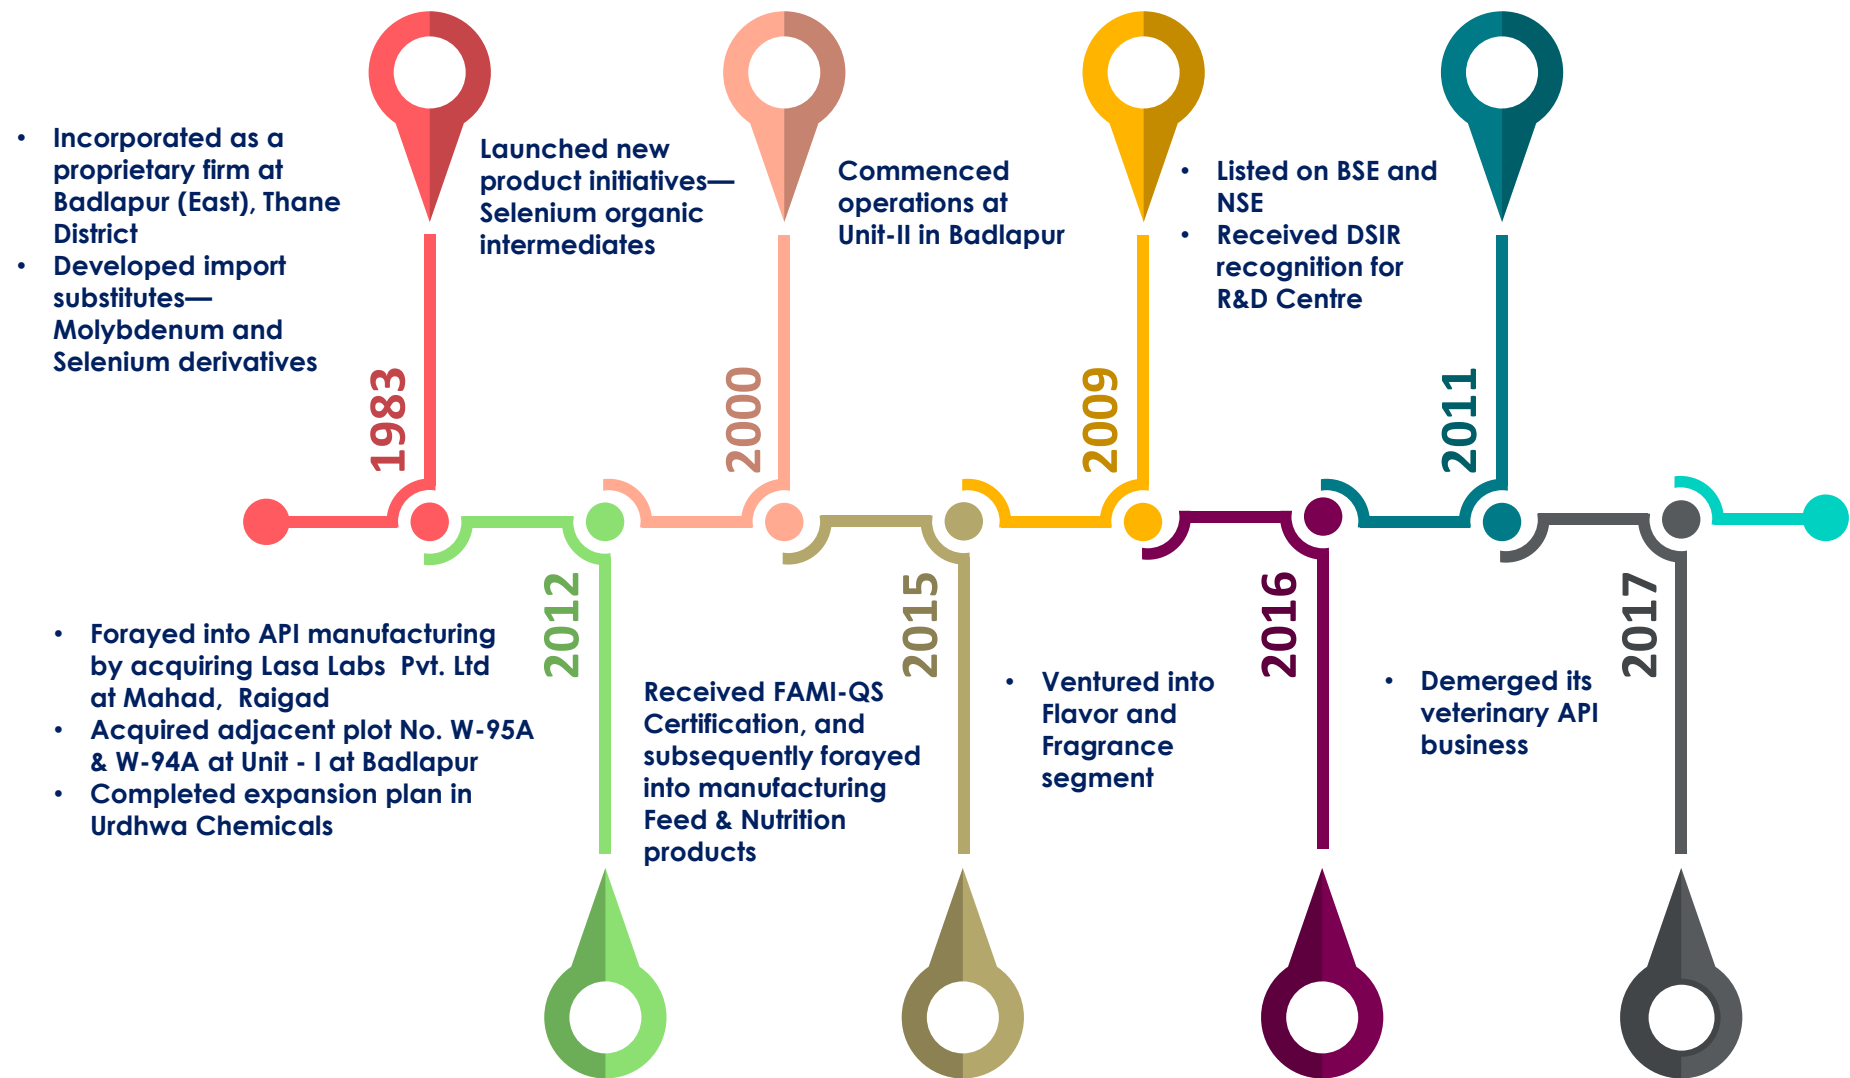 • Incorporated as a
proprietary firm at
Badlapur (East), Thane
District
• Developed import
substitutes—
Molybdenum and
Selenium derivatives
1983
Launched new
product initiatives—
Selenium organic
intermediates
2000
Commenced
operations at
Unit-II in Badlapur
2009
• Listed on BSE and
NSE
• Received DSIR
recognition for
R&D Centre
2011
• Forayed into API manufacturing
by acquiring Lasa Labs  Pvt. Ltd
at Mahad,  Raigad
• Acquired adjacent plot No. W-95A
& W-94A at Unit - I at Badlapur
• Completed expansion plan in
Urdhwa Chemicals
2012
Received FAMI-QS
Certification, and
subsequently forayed
into manufacturing
Feed & Nutrition
products
2015
• Ventured into
Flavor and
Fragrance
segment
2016
• Demerged its
veterinary API
business
2017